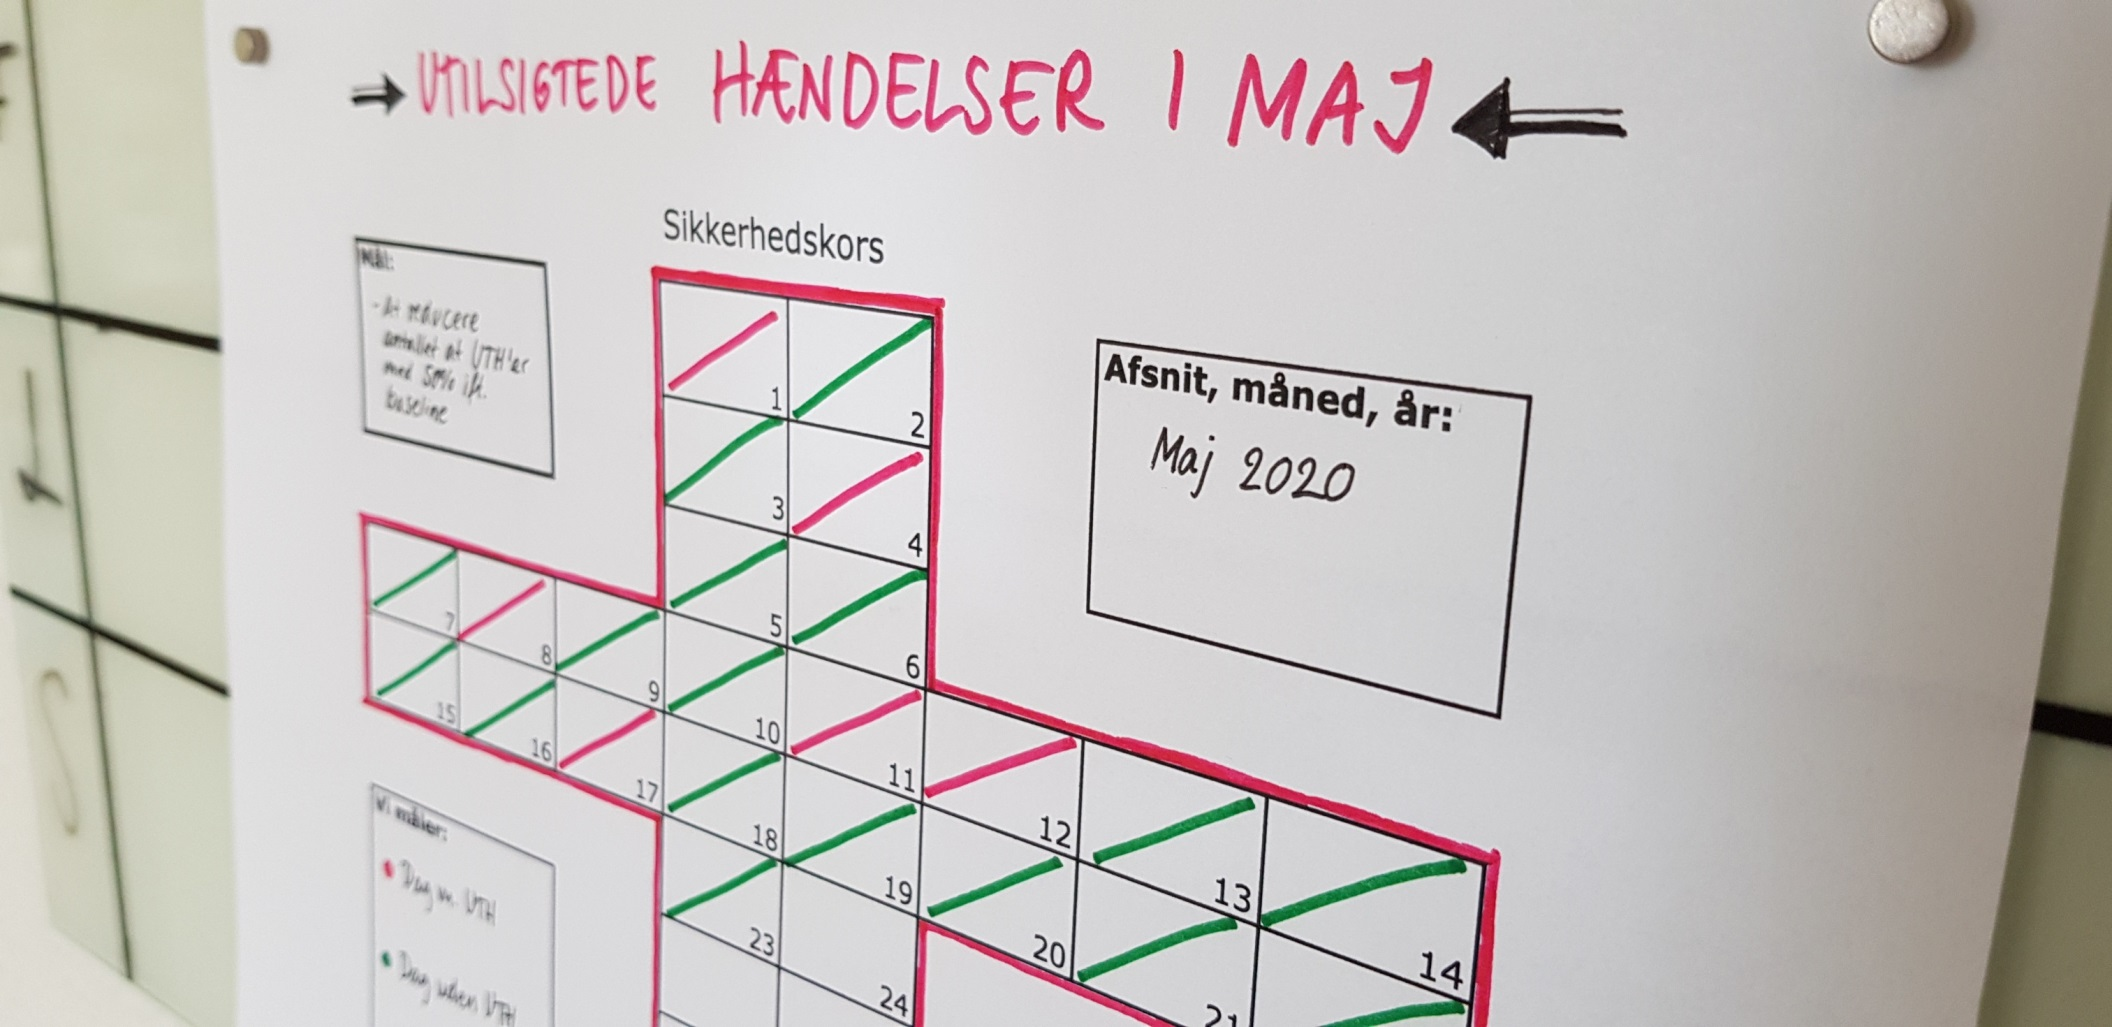 UTILSIGTEDE HÆNDELSER I MAJ
Sikkerhedskors
Mål:
- At reducere
antallet af UTH'er
med 50% ift.
baseline
Afsnit, måned, år:
Maj 2020
1
2
3
4
5
6
7
8
9
10
11
12
13
14
15
16
17
18
19
20
21
23
24
Vi måler:
Dag m. UTH
Dag uden UTH